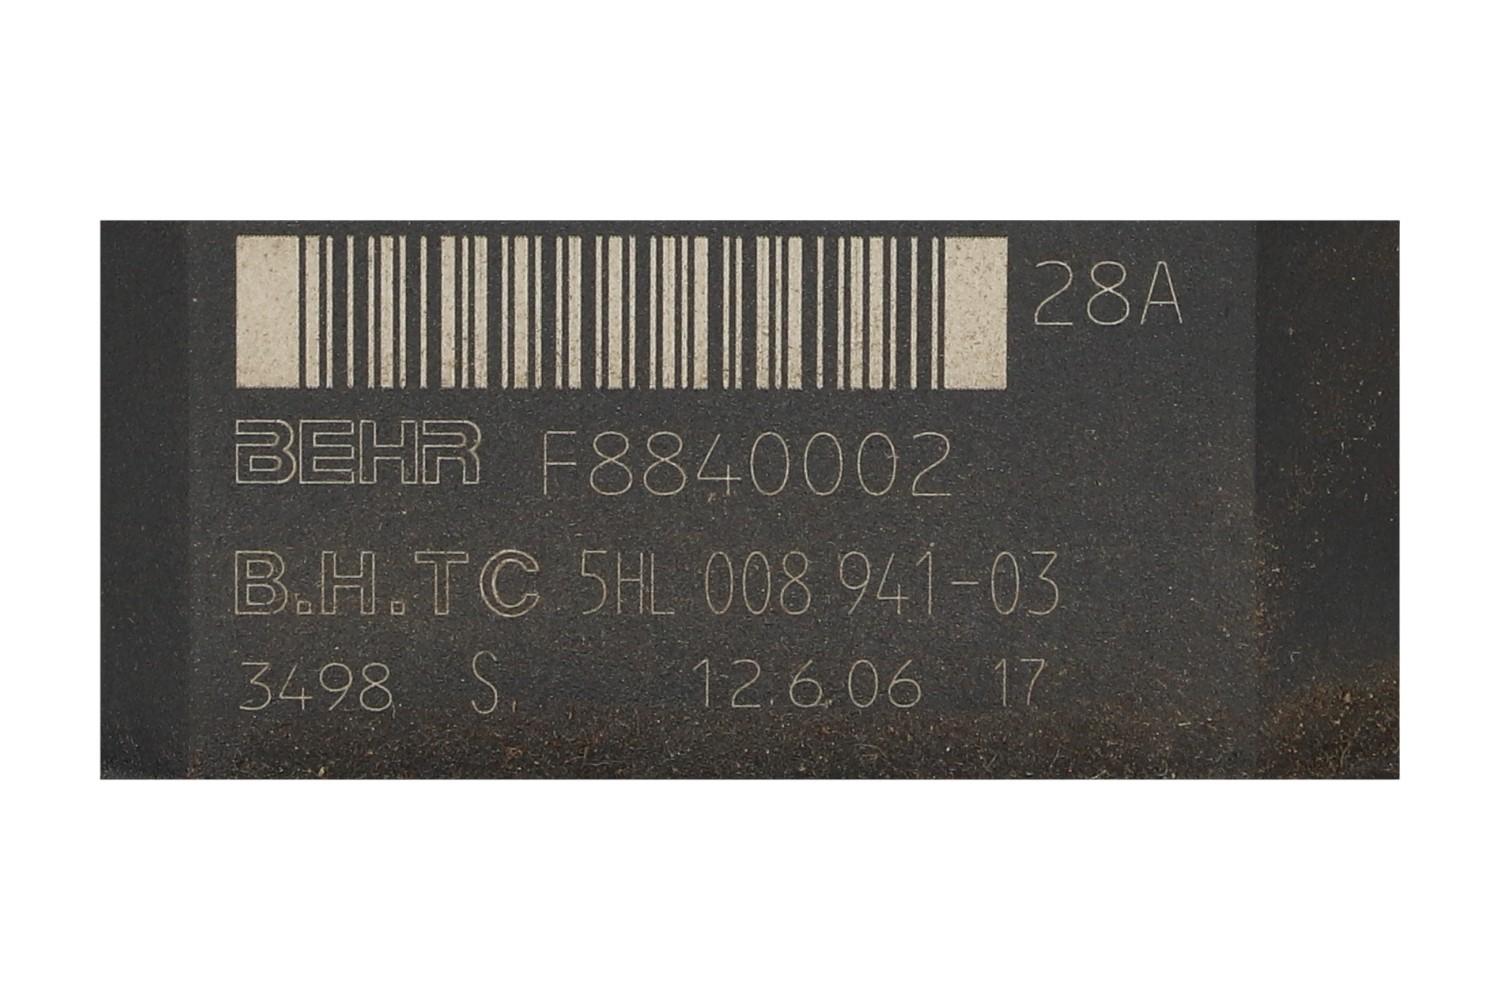 28A
BEHR F8840002
B.H.TC 5HL 008 941-03
3498 S 12.6.06 17